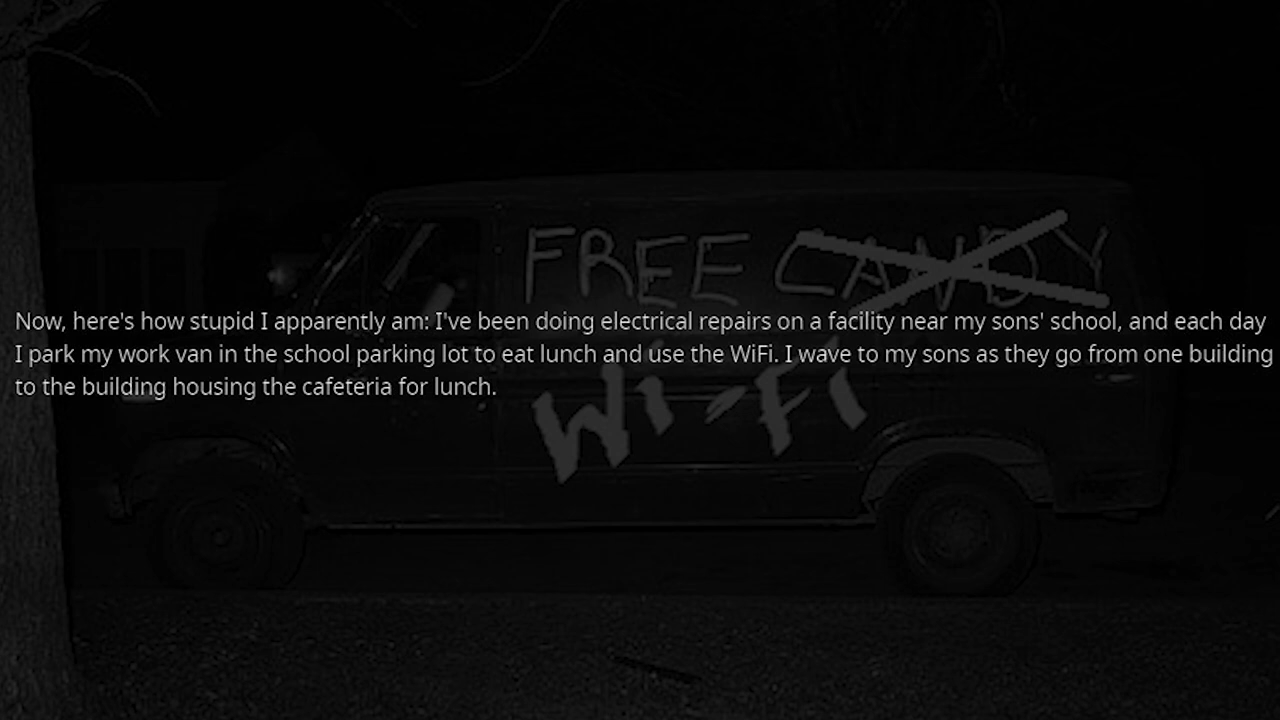 FREE CANDY
Now, here's how stupid I apparently am: I've been doing electrical repairs on a facility near my sons' school, and each day
I park my work van in the school parking lot to eat lunch and use the WiFi. I wave to my sons as they go from one building
to the building housing the cafeteria for lunch.
Wi-Fi